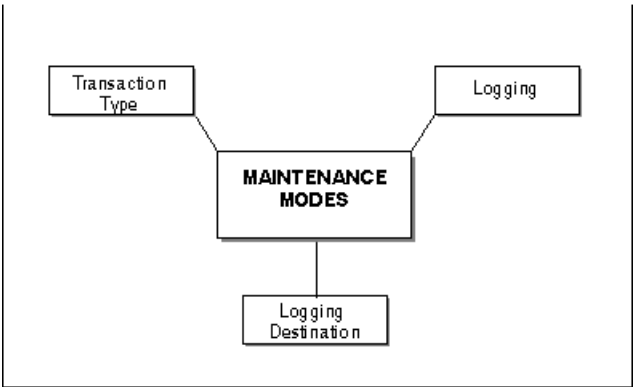 Transaction
Type
Logging
MAINTENANCE
MODES
Logging
Destination